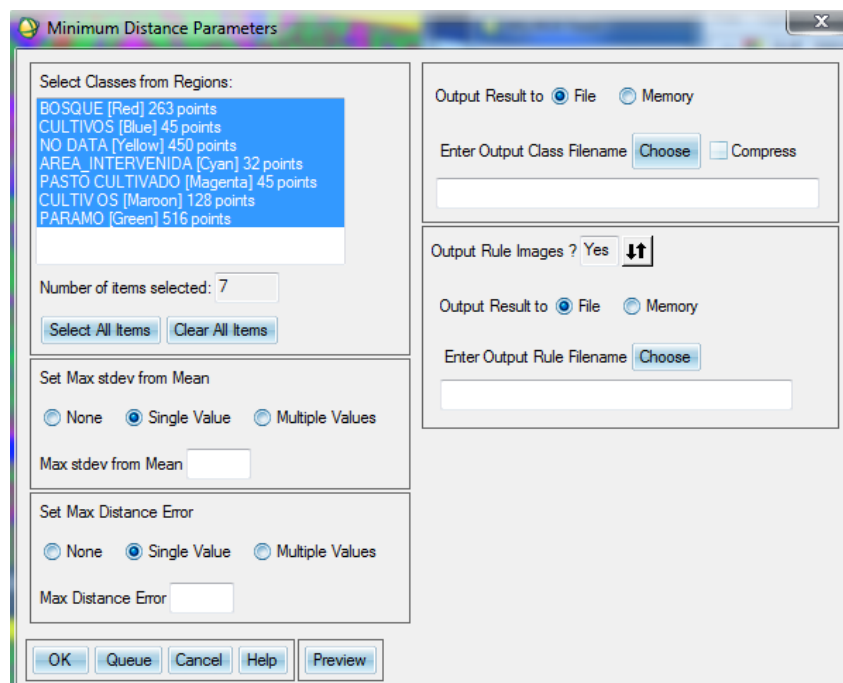 Minimum Distance Parameters
Select Classes from Regions:
BOSQUE [Red] 263 points
CULTIVOS [Blue] 45 points
NO DATA [Yellow] 450 points
AREA_INTERVENIDA [Cyan] 32 points
PASTO CULTIVADO [Magenta] 45 points
CULTIV OS [Maroon] 128 points
PARAMO [Green] 516 points
Number of items selected: 7
Select All Items Clear All Items
Set Max stdev from Mean
None Single Value Multiple Values
Max stdev from Mean
Set Max Distance Error
None Single Value Multiple Values
Max Distance Error
OK Queue Cancel Help Preview
Output Result to File Memory
Enter Output Class Filename Choose Compress
Output Rule Images ? Yes
Output Result to File Memory
Enter Output Rule Filename Choose